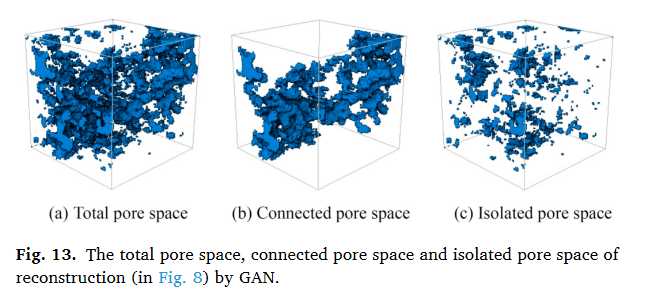 (a) Total pore space
(b) Connected pore space
(c) Isolated pore space
Fig. 13. The total pore space, connected pore space and isolated pore space of
reconstruction (in Fig. 8) by GAN.